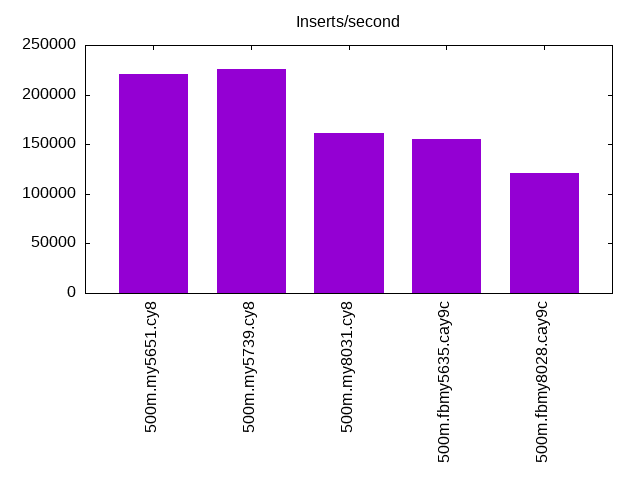 Inserts/second
250000
200000
150000
100000
50000
0
500m.my5651.cy8
500m.my5739.cy8
500m.my8031.cy8
500m.fbmy5635.cay9c
500m.fbmy8028.cay9c